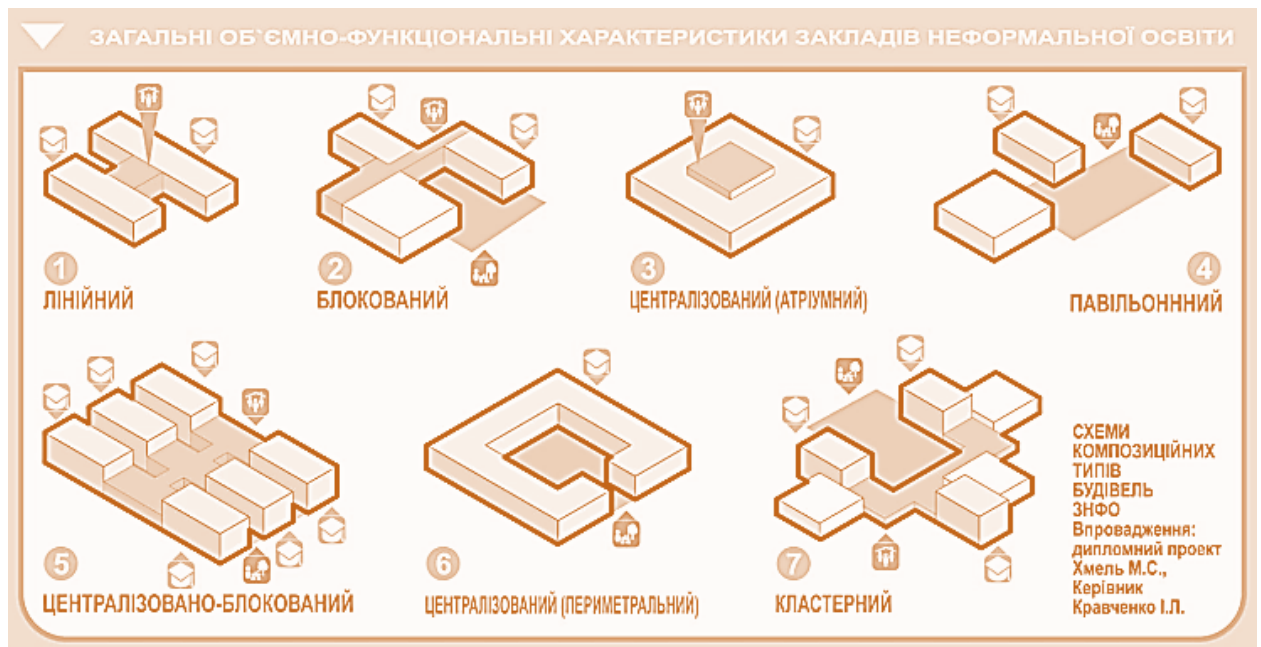 ЗАГАЛЬНІ ОБ`ЄМНО-ФУНКЦІОНАЛЬНІ ХАРАКТЕРИСТИКИ ЗАКЛАДІВ НЕФОРМАЛЬНОЇ ОСВІТИ
1
ЛІНІЙНИЙ
2
БЛОКОВАНИЙ
3
ЦЕНТРАЛІЗОВАНИЙ (АТРІУМНИЙ)
4
ПАВІЛЬОНННИЙ
5
ЦЕНТРАЛІЗОВАНО-БЛОКОВАНИЙ
6
ЦЕНТРАЛІЗОВАНИЙ (ПЕРИМЕТРАЛЬНИЙ)
7
КЛАСТЕРНИЙ
СХЕМИ
КОМПОЗИЦІЙНИХ
ТИПІВ
БУДІВЕЛЬ
ЗНФО
Впровадження:
дипломний проект
Хмель М.С.,
Керівник
Кравченко І.Л.